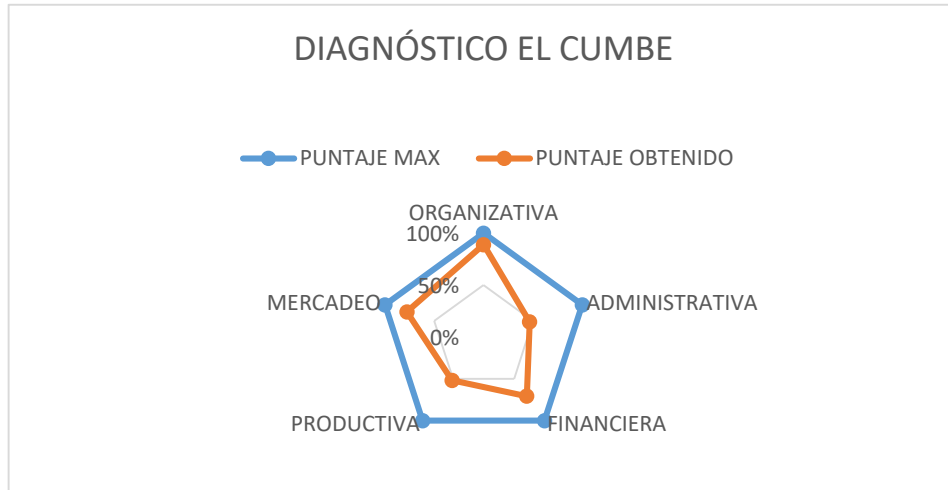 DIAGNÓSTICO EL CUMBE
PUNTAJE MAX PUNTAJE OBTENIDO
ORGANIZATIVA
100%
50%
MERCADEO ADMINISTRATIVA
0%
PRODUCTIVA FINANCIERA